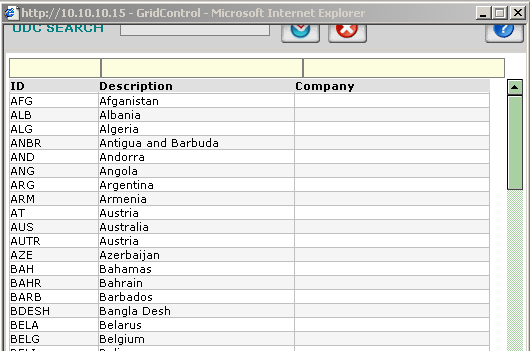 http://10.10.10.15 - GridControl - Microsoft Internet Explorer
UDC SEARCH
ID Description Company
AFG Afganistan
ALB Albania
ALG Algeria
ANBR Antigua and Barbuda
AND Andorra
ANG Angola
ARG Argentina
ARM Armenia
AT Austria
AUS Australia
AUTR Austria
AZE Azerbaijan
BAH Bahamas
BAHR Bahrain
BARB Barbados
BDESH Bangla Desh
BELA Belarus
BELG Belgium